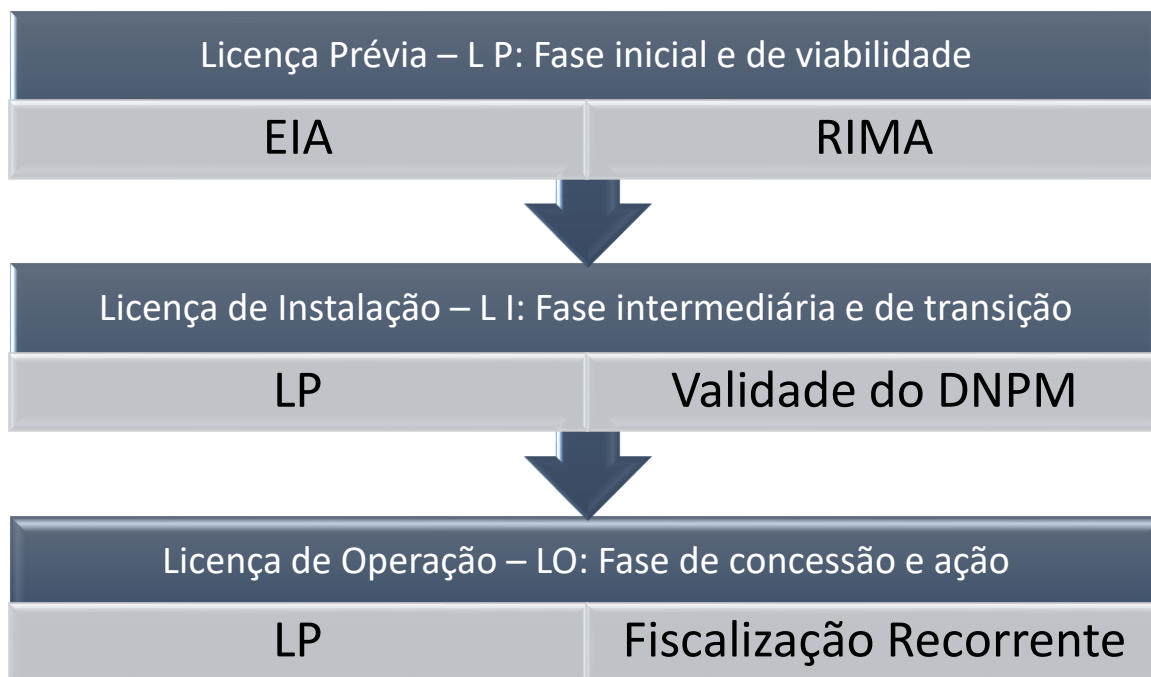 Licença Prévia – L P: Fase inicial e de viabilidade
EIA
RIMA
Licença de Instalação – L I: Fase intermediária e de transição
LP
Validade do DNPM
Licença de Operação – LO: Fase de concessão e ação
LP
Fiscalização Recorrente